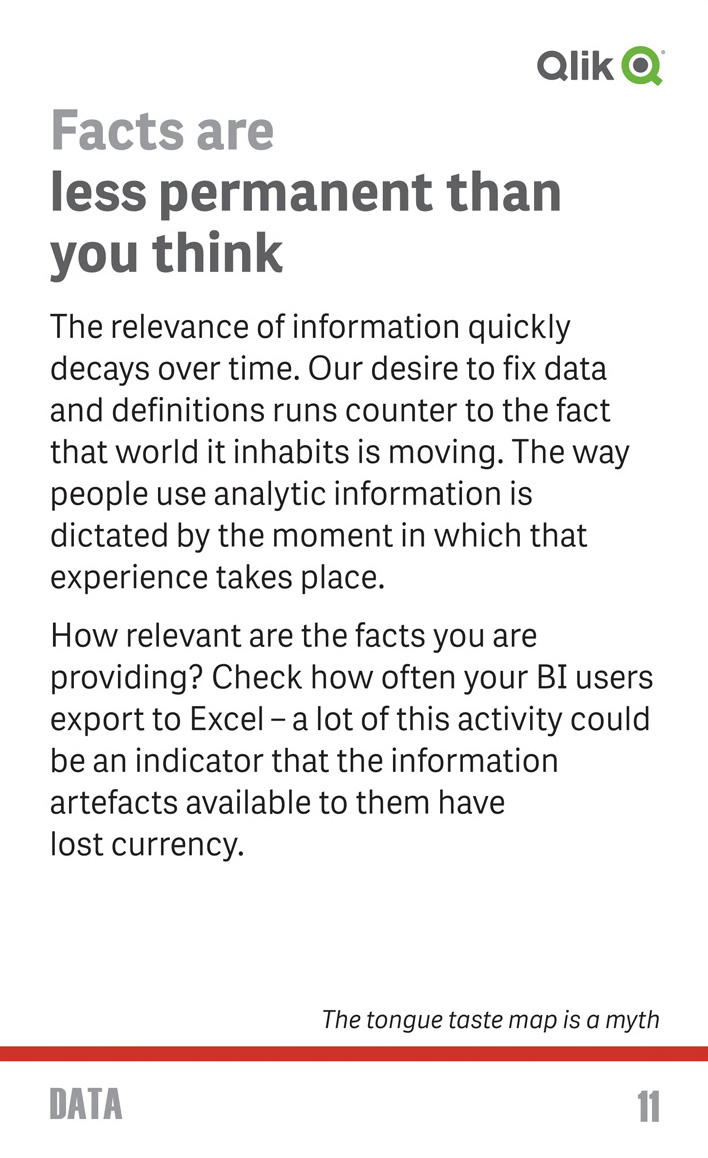 Qlik
Facts are
less permanent than
you think
The relevance of information quickly
decays over time. Our desire to fix data
and definitions runs counter to the fact
that world it inhabits is moving. The way
people use analytic information is
dictated by the moment in which that
experience takes place.
How relevant are the facts you are
providing? Check how often your BI users
export to Excel – a lot of this activity could
be an indicator that the information
artefacts available to them have
lost currency.
The tongue taste map is a myth
DATA 11